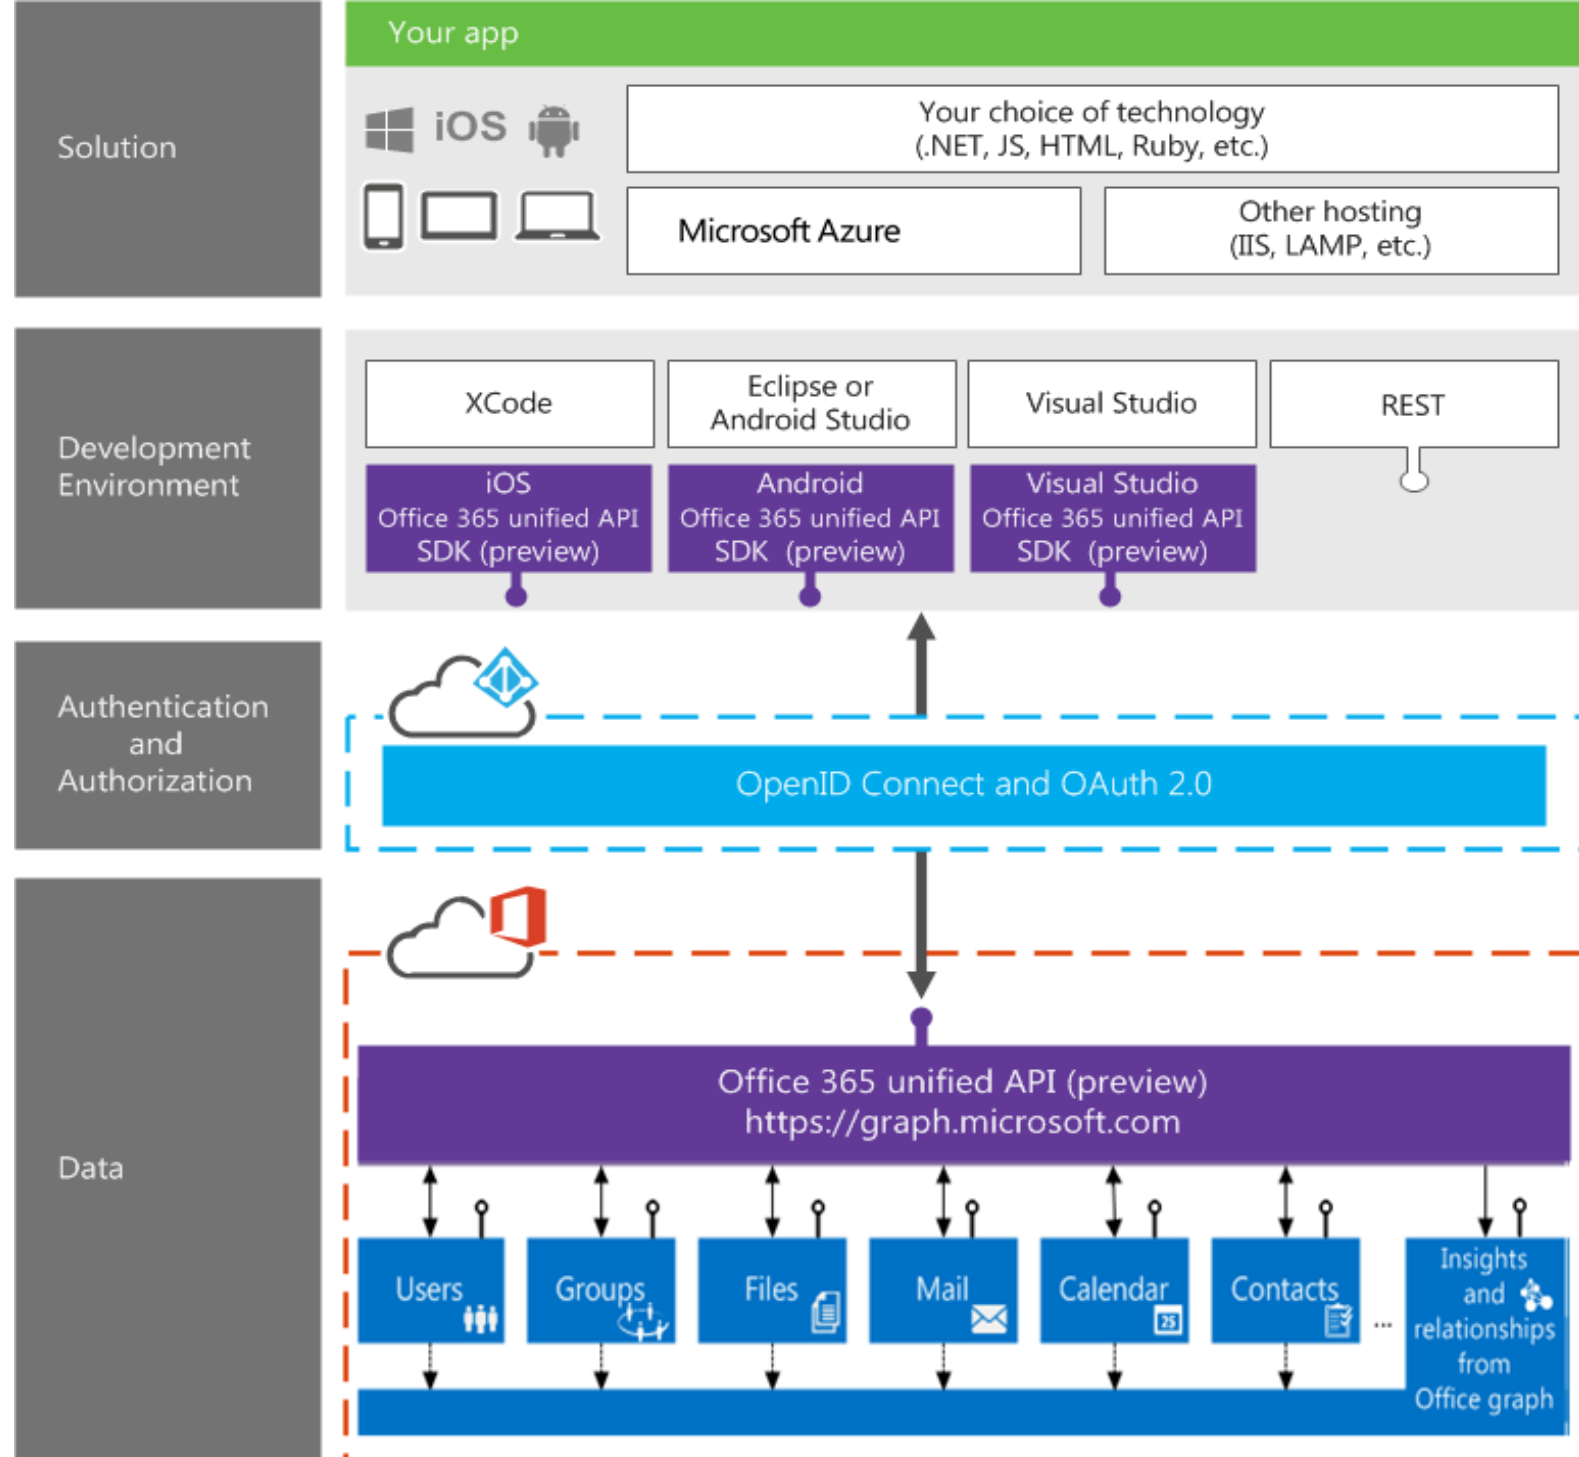 Your app
Solution
iOS
Your choice of technology
(.NET, JS, HTML, Ruby, etc.)
Microsoft Azure
Other hosting
(IIS, LAMP, etc.)
Development
Environment
XCode
Eclipse or
Android Studio
Visual Studio
REST
iOS
Office 365 unified API
SDK (preview)
Android
Office 365 unified API
SDK (preview)
Visual Studio
Office 365 unified API
SDK (preview)
Authentication
and
Authorization
OpenID Connect and OAuth 2.0
Data
Office 365 unified API (preview)
https://graph.microsoft.com
Users
Groups
Files
Mail
Calendar
25
Contacts
...
Insights
and
relationships
from
Office graph